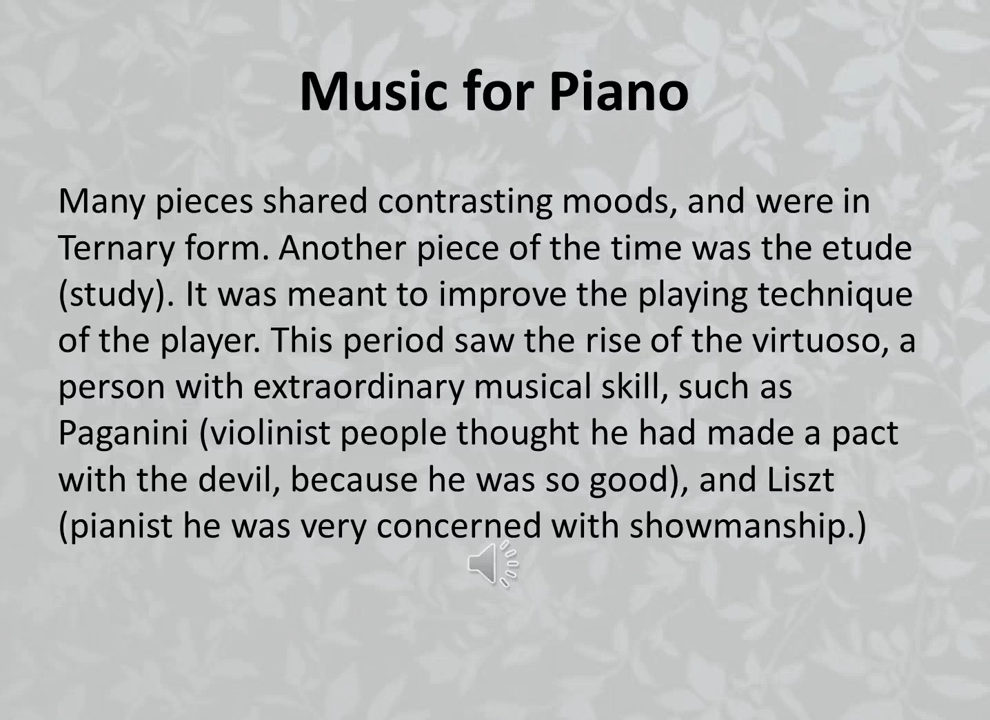 Music for Piano
Many pieces shared contrasting moods, and were in
Ternary form. Another piece of the time was the etude
(study). It was meant to improve the playing technique
of the player. This period saw the rise of the virtuoso, a
person with extraordinary musical skill, such as
Paganini (violinist people thought he had made a pact
with the devil, because he was so good), and Liszt
(pianist he was very concerned with showmanship.)